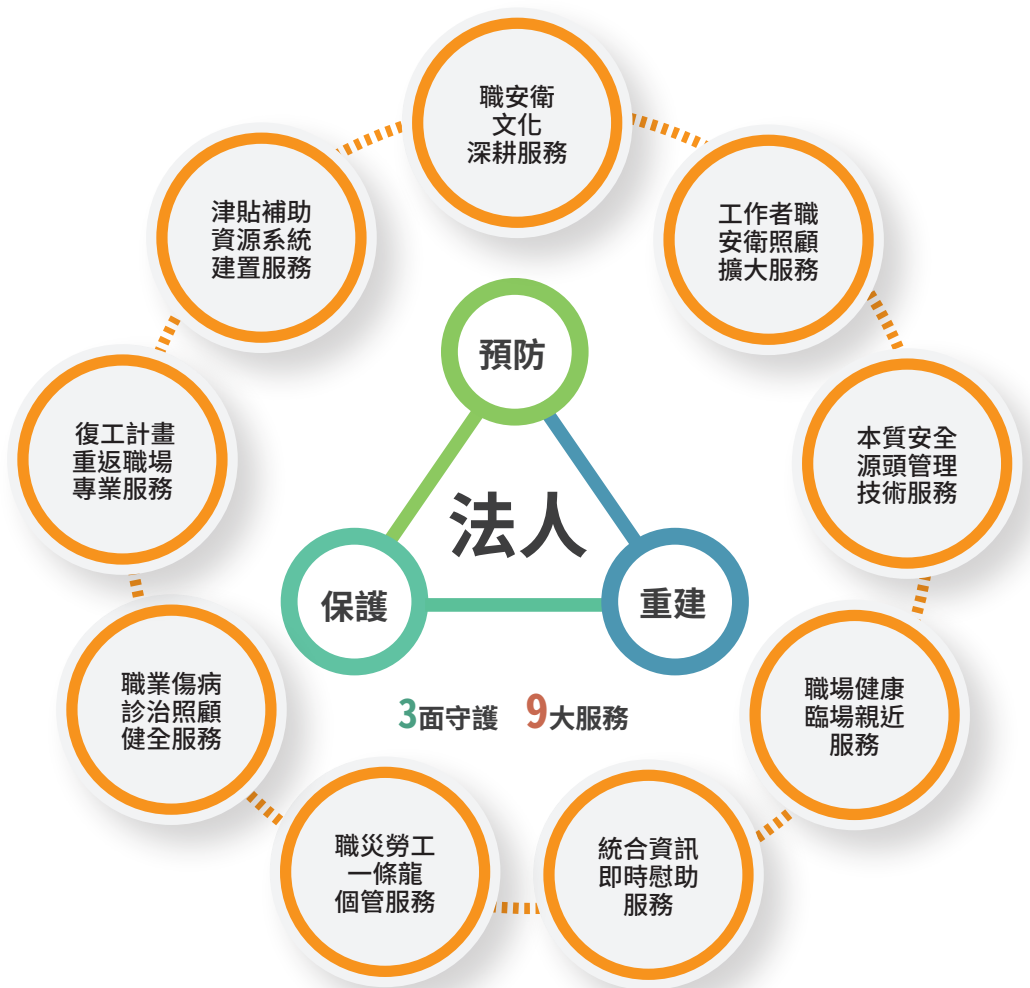 職安衛
文化
深耕服務
工作者職
安衛照顧
擴大服務
本質安全
源頭管理
技術服務
職場健康
臨場親近
服務
統合資訊
即時慰助
服務
職災勞工
一條龍
個管服務
職業傷病
診治照顧
健全服務
復工計畫
重返職場
專業服務
津貼補助
資源系統
建置服務
預防
法人
保護
重建
3面守護 9大服務